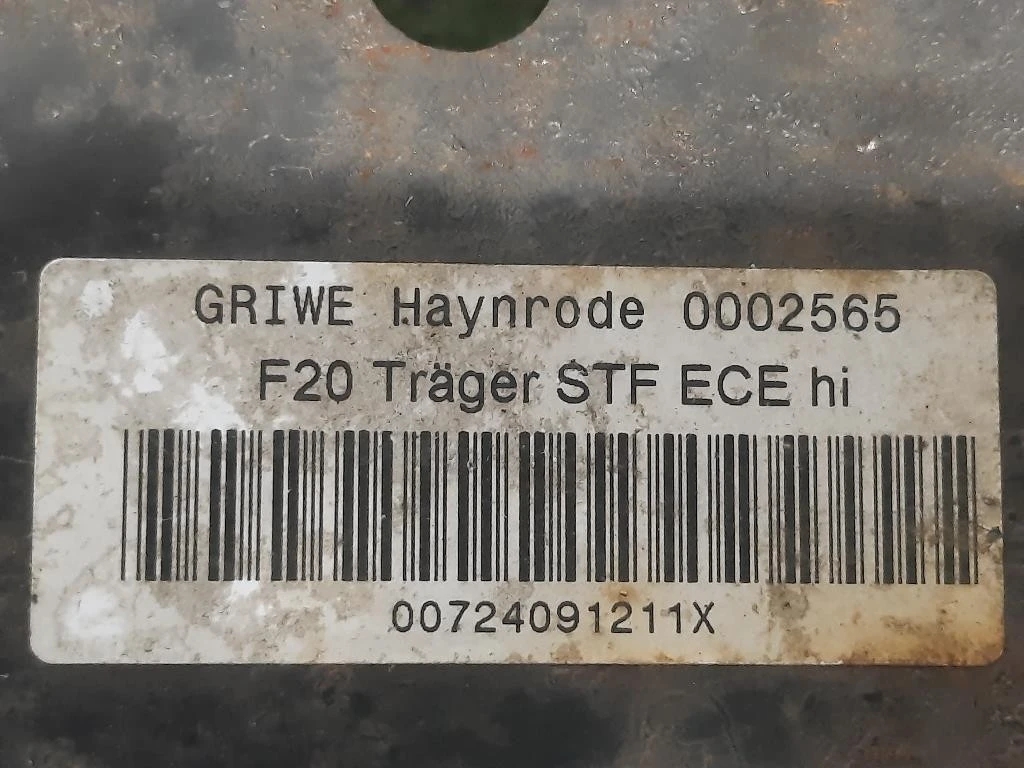 GRIWE Haynrode 0002565
F20 Träger STF ECE hi
00724091211X